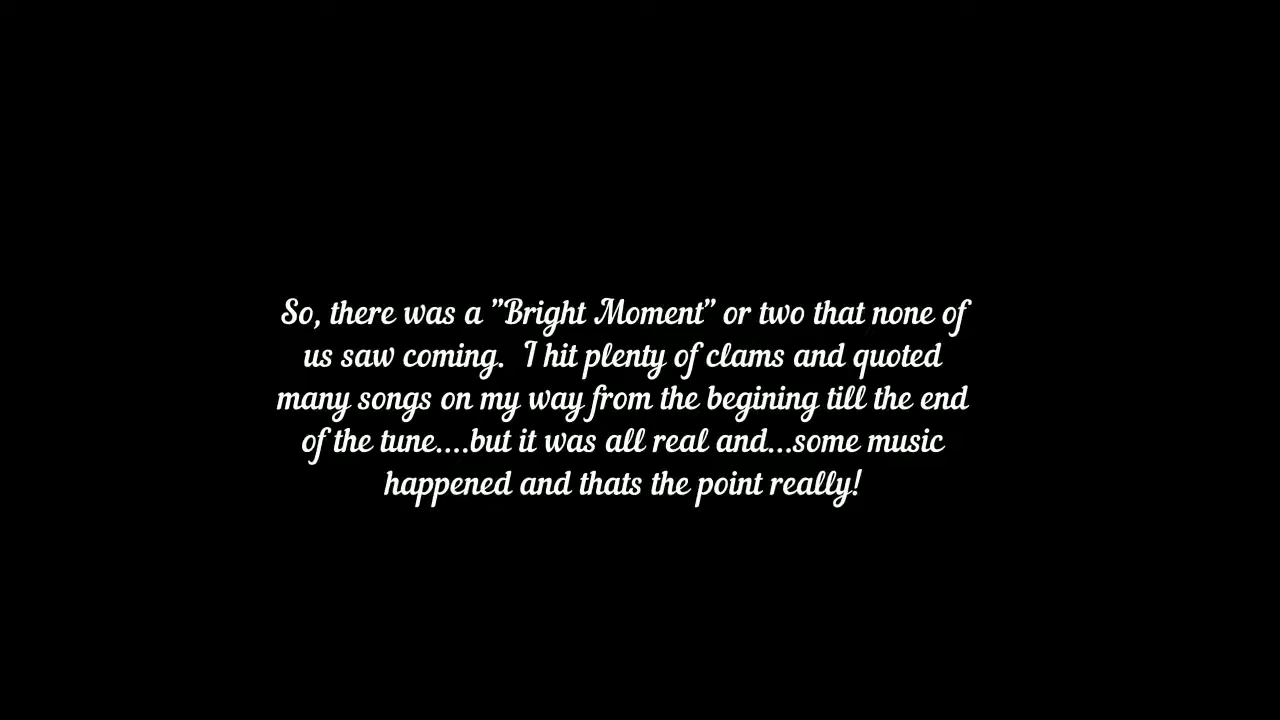 So, there was a "Bright Moment" or two that none of
us saw coming.  I hit plenty of clams and quoted
many songs on my way from the begining till the end
of the tune....but it was all real and...some music
happened and thats the point really!